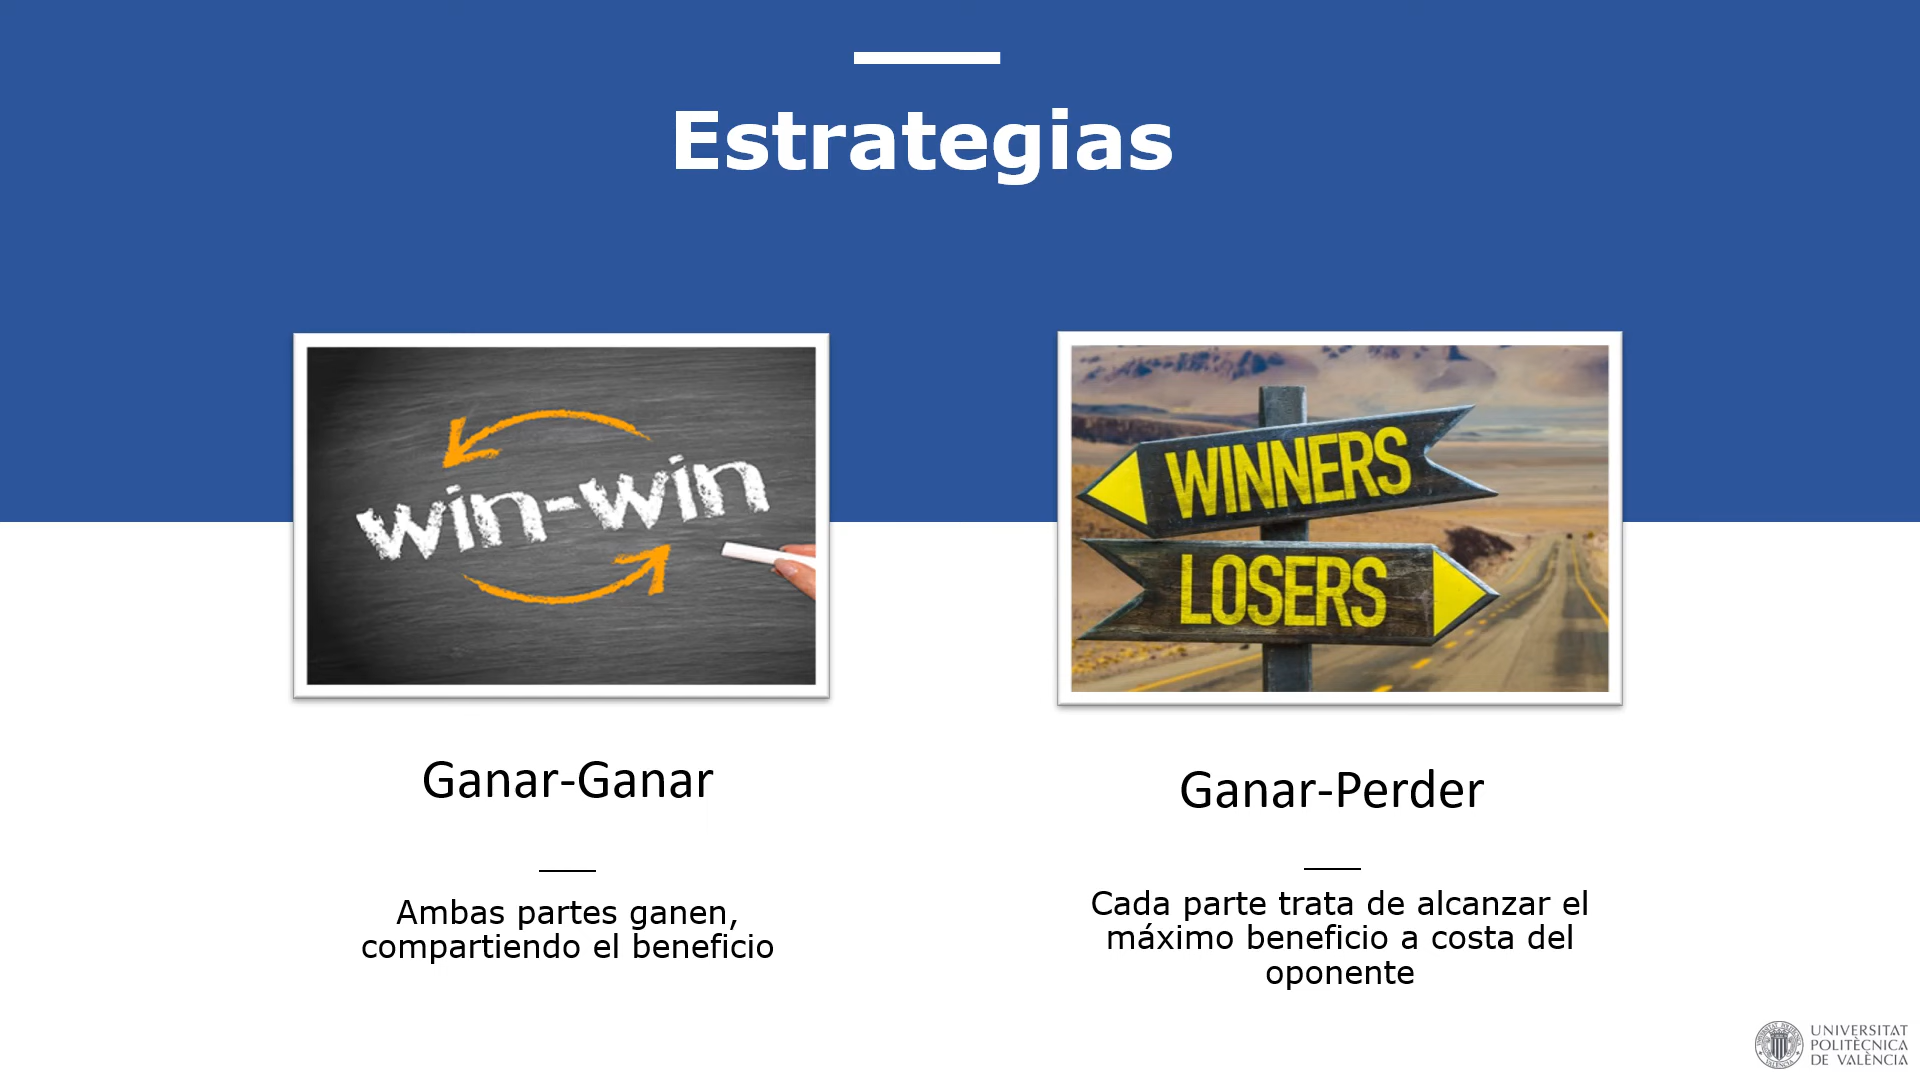 Estrategias
win-win
WINNERS
LOSERS
Ganar-Ganar
Ambas partes ganen,
compartiendo el beneficio
Ganar-Perder
Cada parte trata de alcanzar el
máximo beneficio a costa del
oponente
UNIVERSITAT
POLITÈCNICA
DE VALÈNCIA